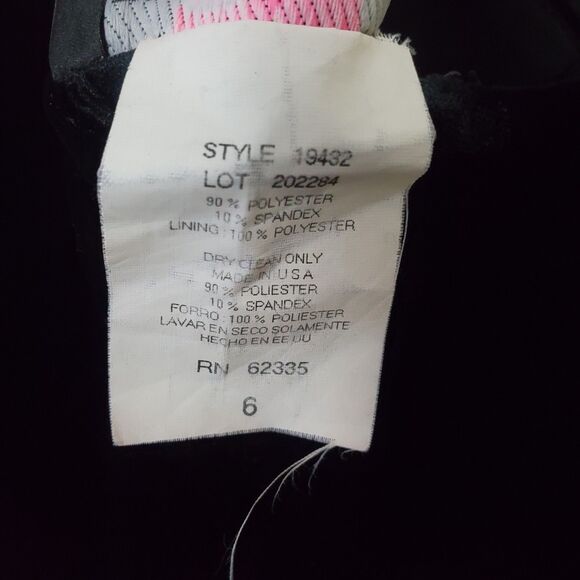 STYLE 19432
LOT 202284
90 % POLYESTER
10 % SPANDEX
LINING : 100 % POLYESTER
DRY CLEAN ONLY
MADE IN U S A
90 % POLIESTER
10 % SPANDEX
FORRO : 100 % POLIESTER
LAVAR EN SECO SOLAMENTE
HECHO EN EE UU
RN 62335
6